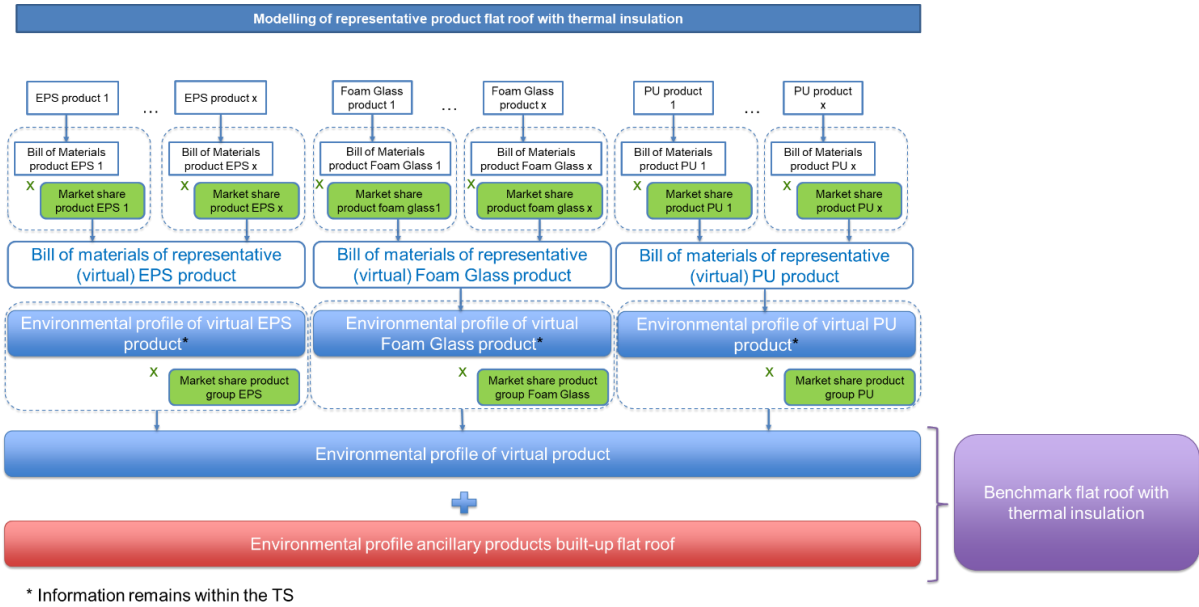 Modelling of representative product flat roof with thermal insulation
EPS product 1
...
EPS product x
Foam Glass
product 1
...
Foam Glass
product x
PU product
1
...
PU product
x
Bill of Materials
product EPS 1
Bill of Materials
product EPS x
Bill of Materials
product Foam Glass 1
Bill of Materials
product Foam Glass x
Bill of Materials
product PU 1
Bill of Materials
product PU x
x
Market share
product EPS 1
x
Market share
product EPS x
x
Market share
product foam glass1
x
Market share
product foam glass x
x
Market share
product PU 1
x
Market share
product PU x
Bill of materials of representative
(virtual) EPS product
Bill of materials of representative
(virtual) Foam Glass product
Bill of materials of representative
(virtual) PU product
Environmental profile of virtual EPS
product*
Environmental profile of virtual
Foam Glass product*
Environmental profile of virtual PU
product*
x
Market share product
group EPS
x
Market share product
group Foam Glass
x
Market share product
group PU
Environmental profile of virtual product
Environmental profile ancillary products built-up flat roof
Benchmark flat roof with
thermal insulation
* Information remains within the TS